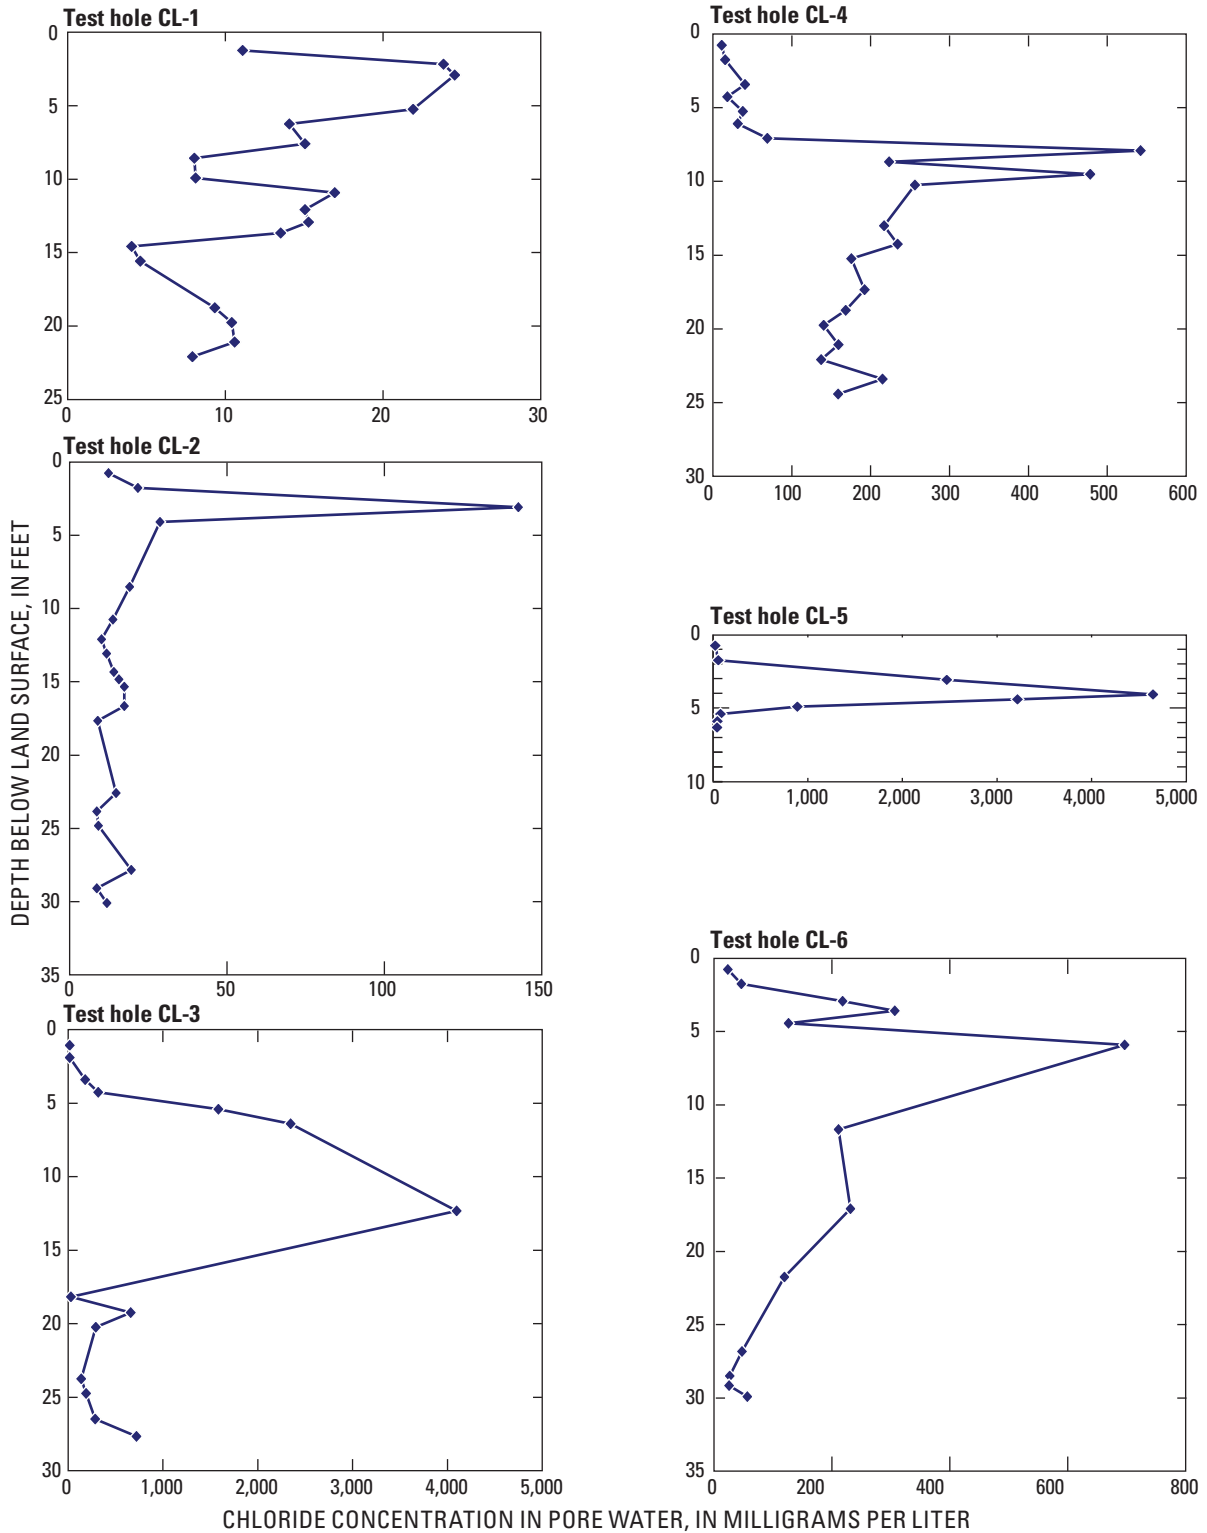 Test hole CL-1
0
5
10
15
20
25
0 10 20 30
Test hole CL-2
0
5
10
15
20
25
30
35
0 50 100 150
Test hole CL-3
0
5
10
15
20
25
30
0 1,000 2,000 3,000 4,000 5,000
Test hole CL-4
0
5
10
15
20
25
30
0 100 200 300 400 500 600
Test hole CL-5
0
5
10
0 1,000 2,000 3,000 4,000 5,000
Test hole CL-6
0
5
10
15
20
25
30
35
0 200 400 600 800
DEPTH BELOW LAND SURFACE, IN FEET
CHLORIDE CONCENTRATION IN PORE WATER, IN MILLIGRAMS PER LITER